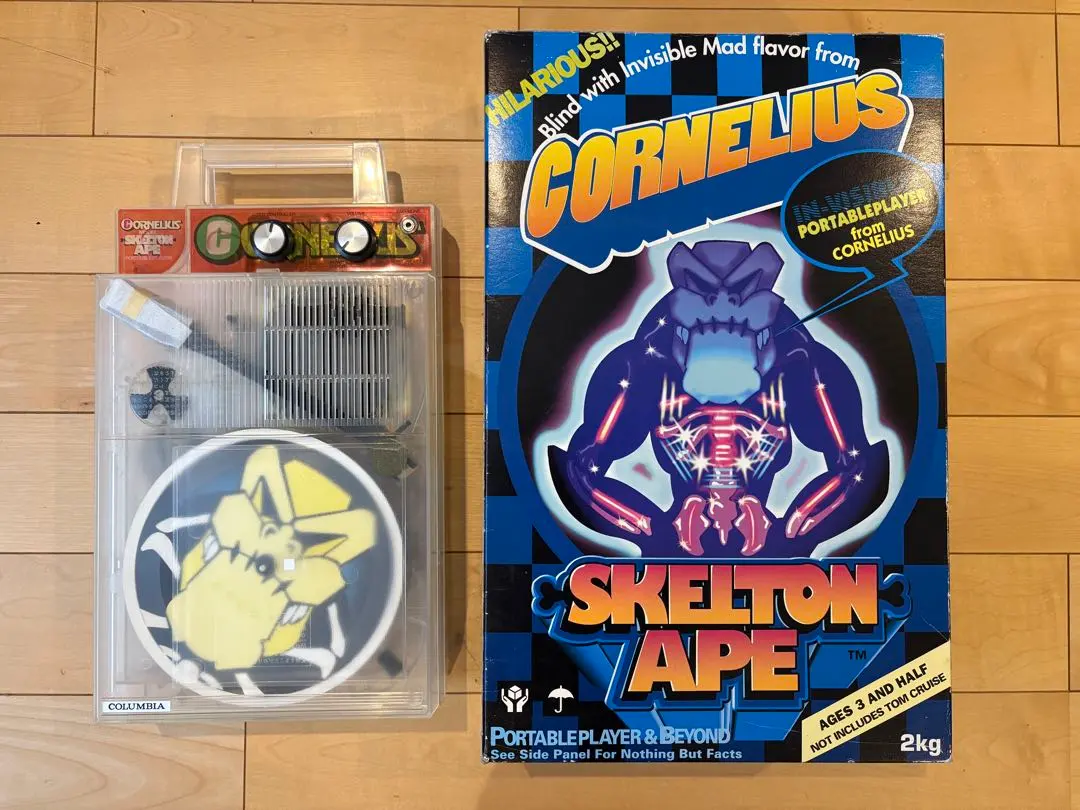 CORNELIUS
SKELTON
APE
VOLUME
CORNELIUS
COLUMBIA
HILARIOUS!!
Blind with Invisible Mad flavor from
CORNELIUS
IN-WEIRD
PORTABLEPLAYER
from
CORNELIUS
SKELTON
APE
TM
AGES 3 AND HALF
NOT INCLUDES TOM CRUISE
PORTABLEPLAYER & BEYOND
See Side Panel For Nothing But Facts
2kg